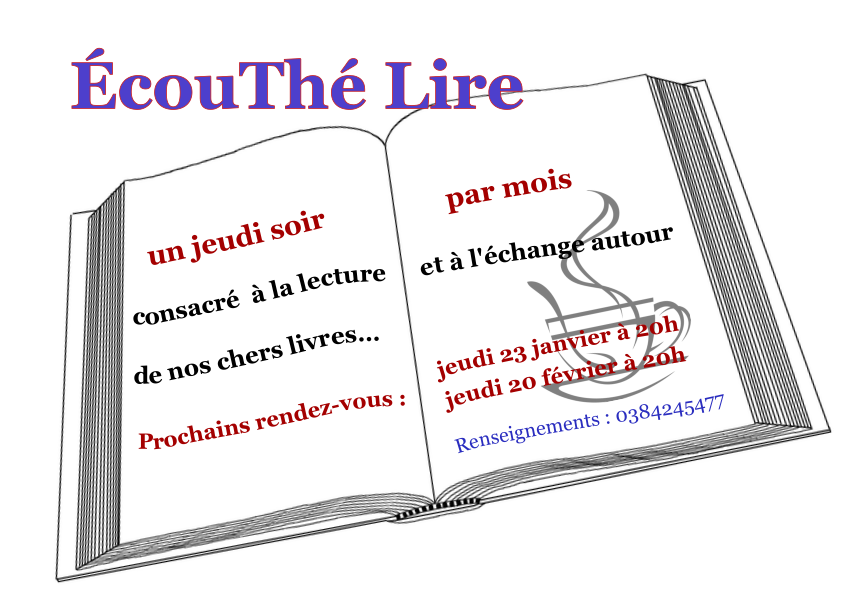 ÉcouThé Lire
un jeudi soir
par mois
consacré à la lecture
et à l'échange autour
de nos chers livres...
Prochains rendez-vous :
jeudi 23 janvier à 20h
jeudi 20 février à 20h
Renseignements : 0384245477